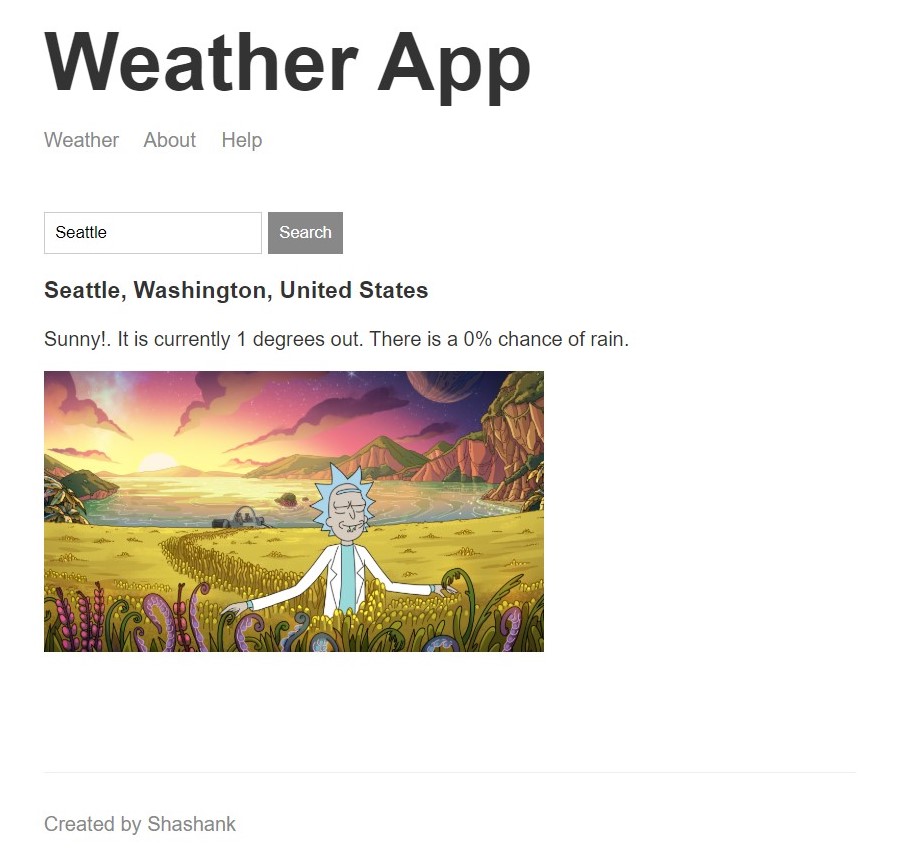 Weather App
Weather About Help
Seattle Search
Seattle, Washington, United States
Sunny!. It is currently 1 degrees out. There is a 0% chance of rain.
Created by Shashank